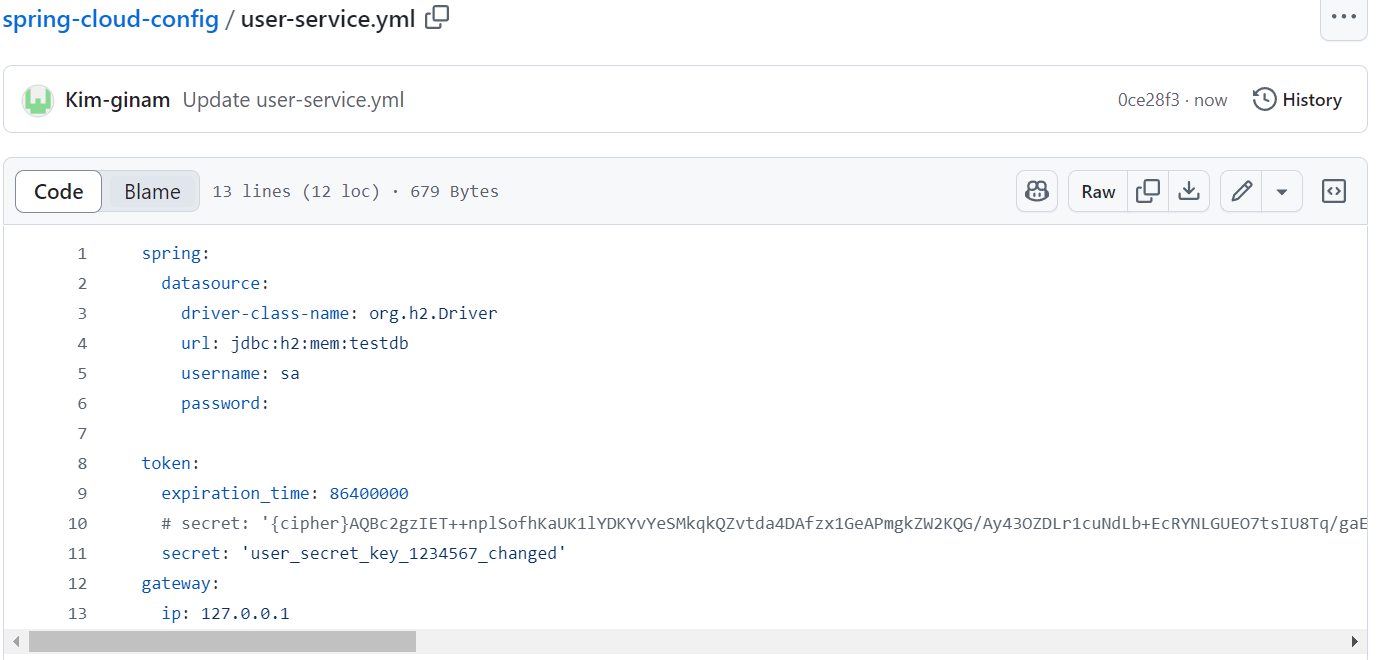 spring-cloud-config / user-service.yml
Kim-ginam Update user-service.yml 0ce28f3 · now History
Code Blame 13 lines (12 loc) · 679 Bytes Raw
1 spring:
2   datasource:
3     driver-class-name: org.h2.Driver
4     url: jdbc:h2:mem:testdb
5     username: sa
6     password:
7
8 token:
9   expiration_time: 86400000
10   # secret: '{cipher}AQBc2gzIET++nplSofhKaUK1lYDKYvYeSMkqkQZvtda4DAfzx1GeAPmgkZW2KQG/Ay43OZDLr1cuNdLb+EcRYNLGUEO7tsIU8Tq/gaE
11   secret: 'user_secret_key_1234567_changed'
12 gateway:
13   ip: 127.0.0.1